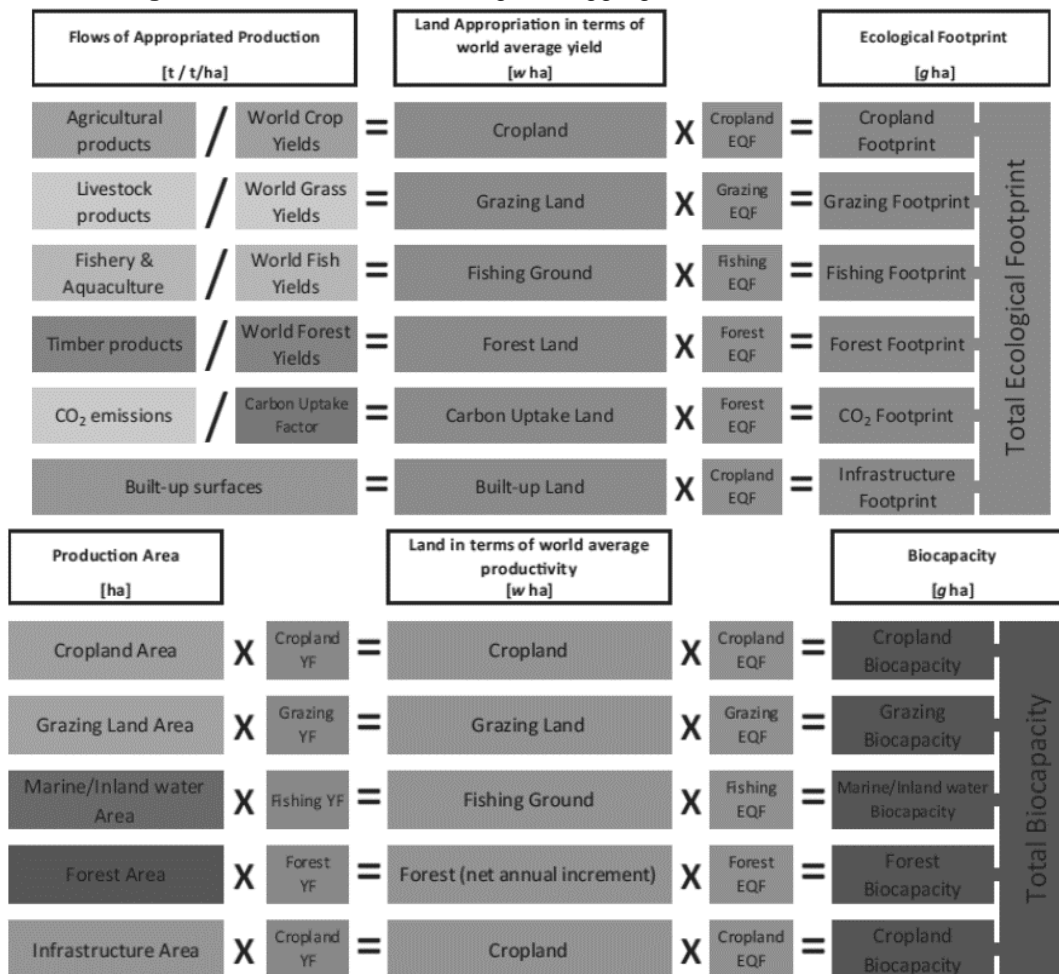 Flows of Appropriated Production
[t / t/ha]
Land Appropriation in terms of
world average yield
[w ha]
Ecological Footprint
[g ha]
Agricultural
products
/
World Crop
Yields
=
Cropland
X
Cropland
EQF
=
Cropland
Footprint
Livestock
products
/
World Grass
Yields
=
Grazing Land
X
Grazing
EQF
=
Grazing Footprint
Fishery &
Aquaculture
/
World Fish
Yields
=
Fishing Ground
X
Fishing
EQF
=
Fishing Footprint
Timber products
/
World Forest
Yields
=
Forest Land
X
Forest
EQF
=
Forest Footprint
CO₂ emissions
/
Carbon Uptake
Factor
=
Carbon Uptake Land
X
Forest
EQF
=
CO₂ Footprint
Built-up surfaces
=
Built-up Land
X
Cropland
EQF
=
Infrastructure
Footprint
Total Ecological Footprint
Production Area
[ha]
Land in terms of world average
productivity
[w ha]
Biocapacity
[g ha]
Cropland Area
X
Cropland
YF
=
Cropland
X
Cropland
EQF
=
Cropland
Biocapacity
Grazing Land Area
X
Grazing
YF
=
Grazing Land
X
Grazing
EQF
=
Grazing
Biocapacity
Marine/Inland water
Area
X
Fishing YF
=
Fishing Ground
X
Fishing
EQF
=
Marine/Inland water
Biocapacity
Forest Area
X
Forest
YF
=
Forest (net annual increment)
X
Forest
EQF
=
Forest
Biocapacity
Infrastructure Area
X
Cropland
YF
=
Cropland
X
Cropland
EQF
=
Cropland
Biocapacity
Total Biocapacity